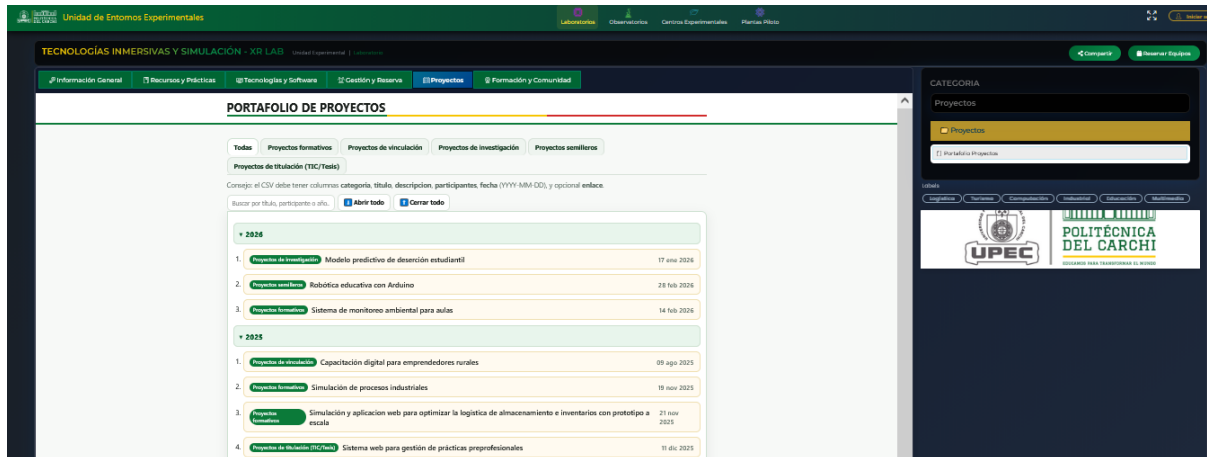 Unidad de Entornos Experimentales
Laboratorios Observatorios Centros Experimentales Plantas Piloto
Iniciar
TECNOLOGÍAS INMERSIVAS Y SIMULACIÓN - XR LAB Unidad Experimental | Laboratorio
Compartir Reservar Equipos
Información General Recursos y Prácticas Tecnologías y Software Gestión y Reserva Proyectos Formación y Comunidad
PORTAFOLIO DE PROYECTOS
Todas Proyectos formativos Proyectos de vinculación Proyectos de investigación Proyectos semilleros
Proyectos de titulación (TIC/Tesis)
Consejo: el CSV debe tener columnas categoria, titulo, descripcion, participantes, fecha (YYYY-MM-DD), y opcional enlace.
Buscar por título, participante o año. Abrir todo Cerrar todo
▾ 2026
1. Proyectos de investigación Modelo predictivo de deserción estudiantil 17 ene 2026
2. Proyectos semilleros Robótica educativa con Arduino 28 feb 2026
3. Proyectos formativos Sistema de monitoreo ambiental para aulas 14 feb 2026
▾ 2025
1. Proyectos de vinculación Capacitación digital para emprendedores rurales 09 ago 2025
2. Proyectos formativos Simulación de procesos industriales 19 nov 2025
3. Proyectos formativos Simulación y aplicacion web para optimizar la logística de almacenamiento e inventarios con prototipo a escala 21 nov 2025
4. Proyectos de titulación (TIC/Tesis) Sistema web para gestión de prácticas preprofesionales 11 dic 2025
CATEGORIA
Proyectos
Proyectos
Portafolio Proyectos
Labels
Logística Turismo Computación Industrial Educación Multimedia
UPEC
POLITÉCNICA
DEL CARCHI
EDUCAMOS PARA TRANSFORMAR EL MUNDO